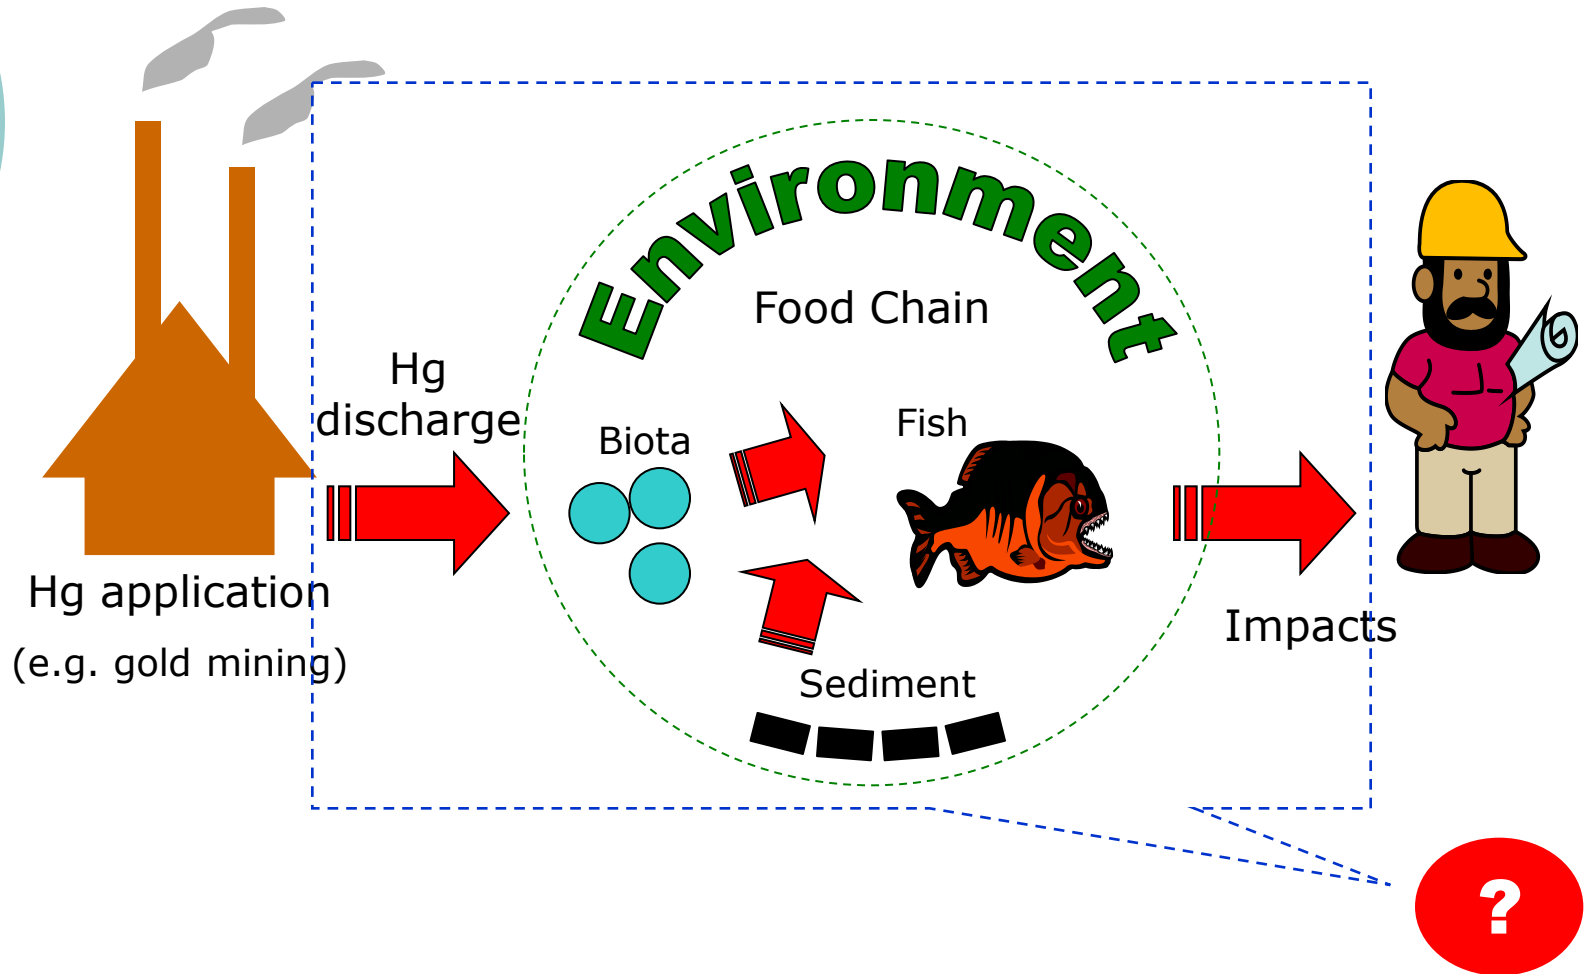 Environment
Food Chain
Hg
discharge
Biota
Fish
Hg application
(e.g. gold mining)
Impacts
Sediment
?